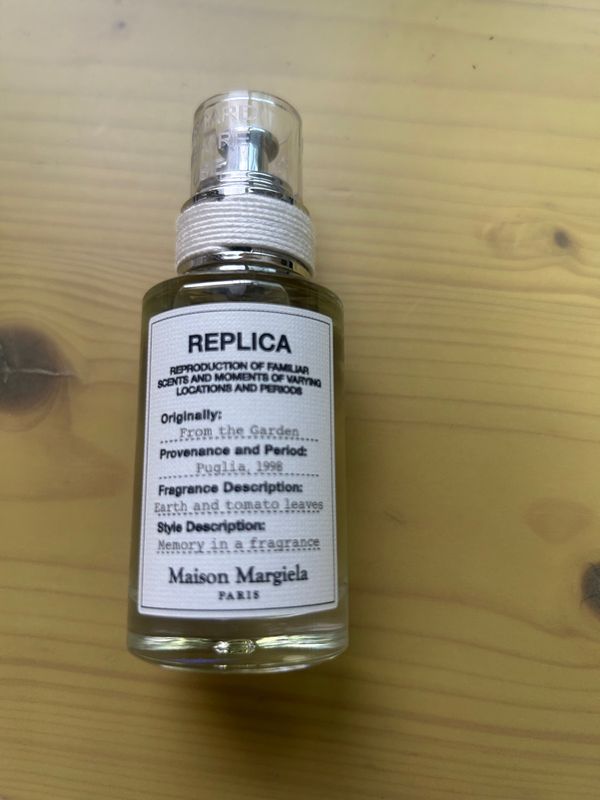 REPLICA
REPRODUCTION OF FAMILIAR
SCENTS AND MOMENTS OF VARYING
LOCATIONS AND PERIODS
Originally:
From the Garden
Provenance and Period:
Puglia, 1998
Fragrance Description:
Earth and tomato leaves
Style Description:
Memory in a fragrance
Maison Margiela
PARIS